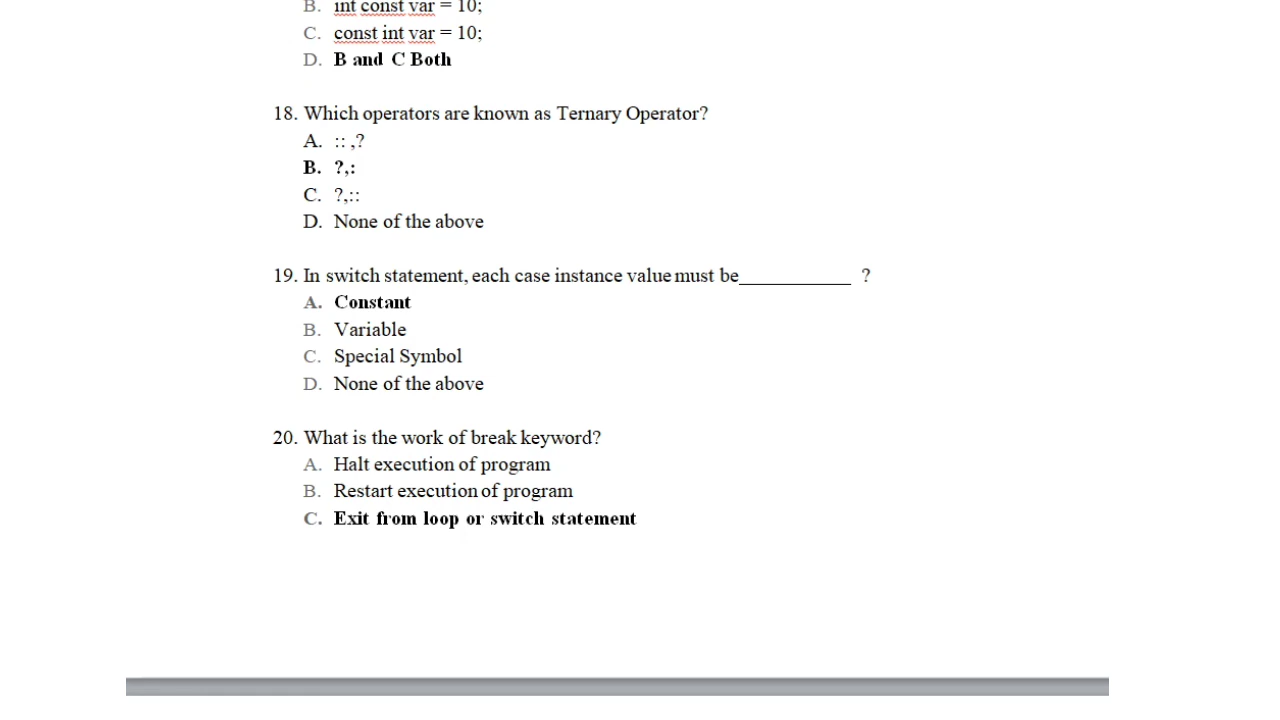 B. int const var = 10;
C. const int var = 10;
D. B and C Both
18. Which operators are known as Ternary Operator?
A. :: ,?
B. ?,:
C. ?,::
D. None of the above
19. In switch statement, each case instance value must be___________ ?
A. Constant
B. Variable
C. Special Symbol
D. None of the above
20. What is the work of break keyword?
A. Halt execution of program
B. Restart execution of program
C. Exit from loop or switch statement